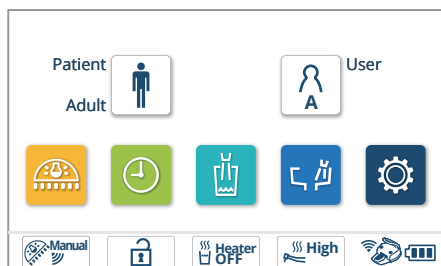 Patient
User
Adult
A
Manual
Heater
OFF
High